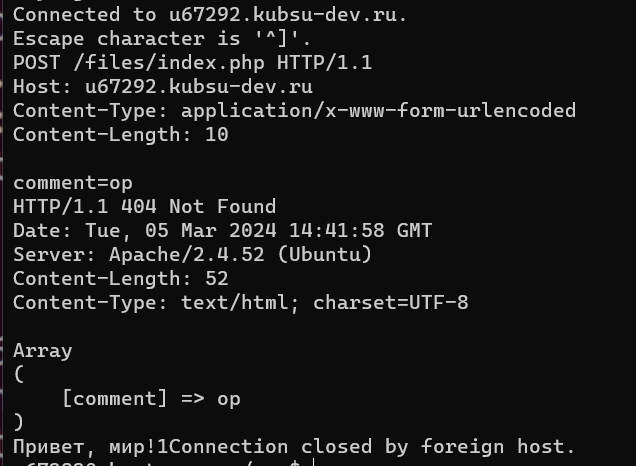 Connected to u67292.kubsu-dev.ru.
Escape character is '^]'.
POST /files/index.php HTTP/1.1
Host: u67292.kubsu-dev.ru
Content-Type: application/x-www-form-urlencoded
Content-Length: 10

comment=op
HTTP/1.1 404 Not Found
Date: Tue, 05 Mar 2024 14:41:58 GMT
Server: Apache/2.4.52 (Ubuntu)
Content-Length: 52
Content-Type: text/html; charset=UTF-8

Array
(
    [comment] => op
)
Привет, мир!1Connection closed by foreign host.